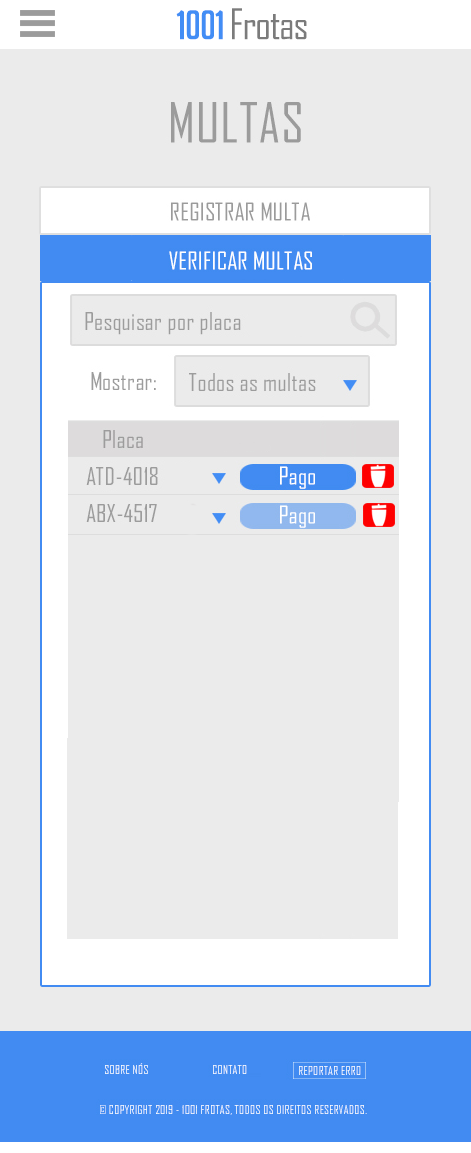 1001 Frotas
MULTAS
REGISTRAR MULTA
VERIFICAR MULTAS
Pesquisar por placa
Mostrar: Todos as multas
Placa
ATD-4018 Pago
ABX-4517 Pago
SOBRE NÓS CONTATO REPORTAR ERRO
© COPYRIGHT 2019 - 1001 FROTAS, TODOS OS DIREITOS RESERVADOS.